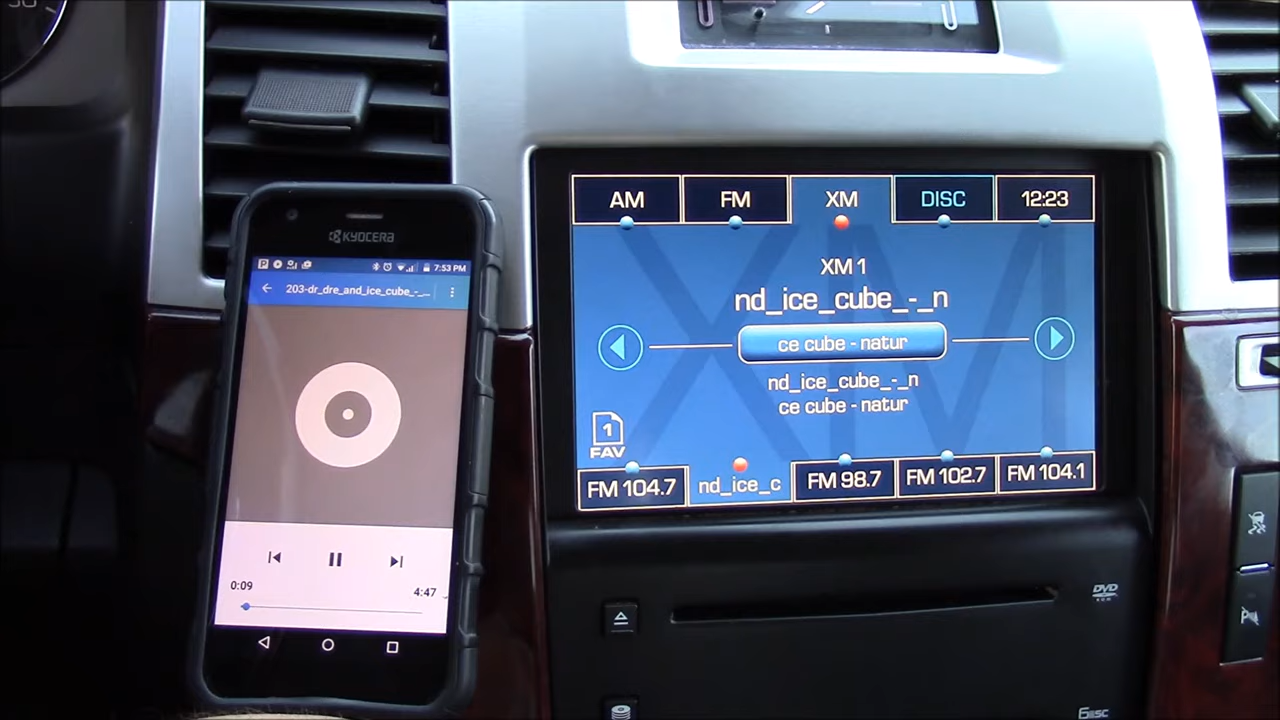 KYOCERA
7:53 PM
203-dr_dre_and_ice_cube_-_...
0:09
4:47
AM
FM
XM
DISC
12:23
XM 1
nd_ice_cube_-_n
ce cube - natur
nd_ice_cube_-_n
ce cube - natur
1
FAV
FM 104.7
nd_ice_c
FM 98.7
FM 102.7
FM 104.1
DVD
6DISC